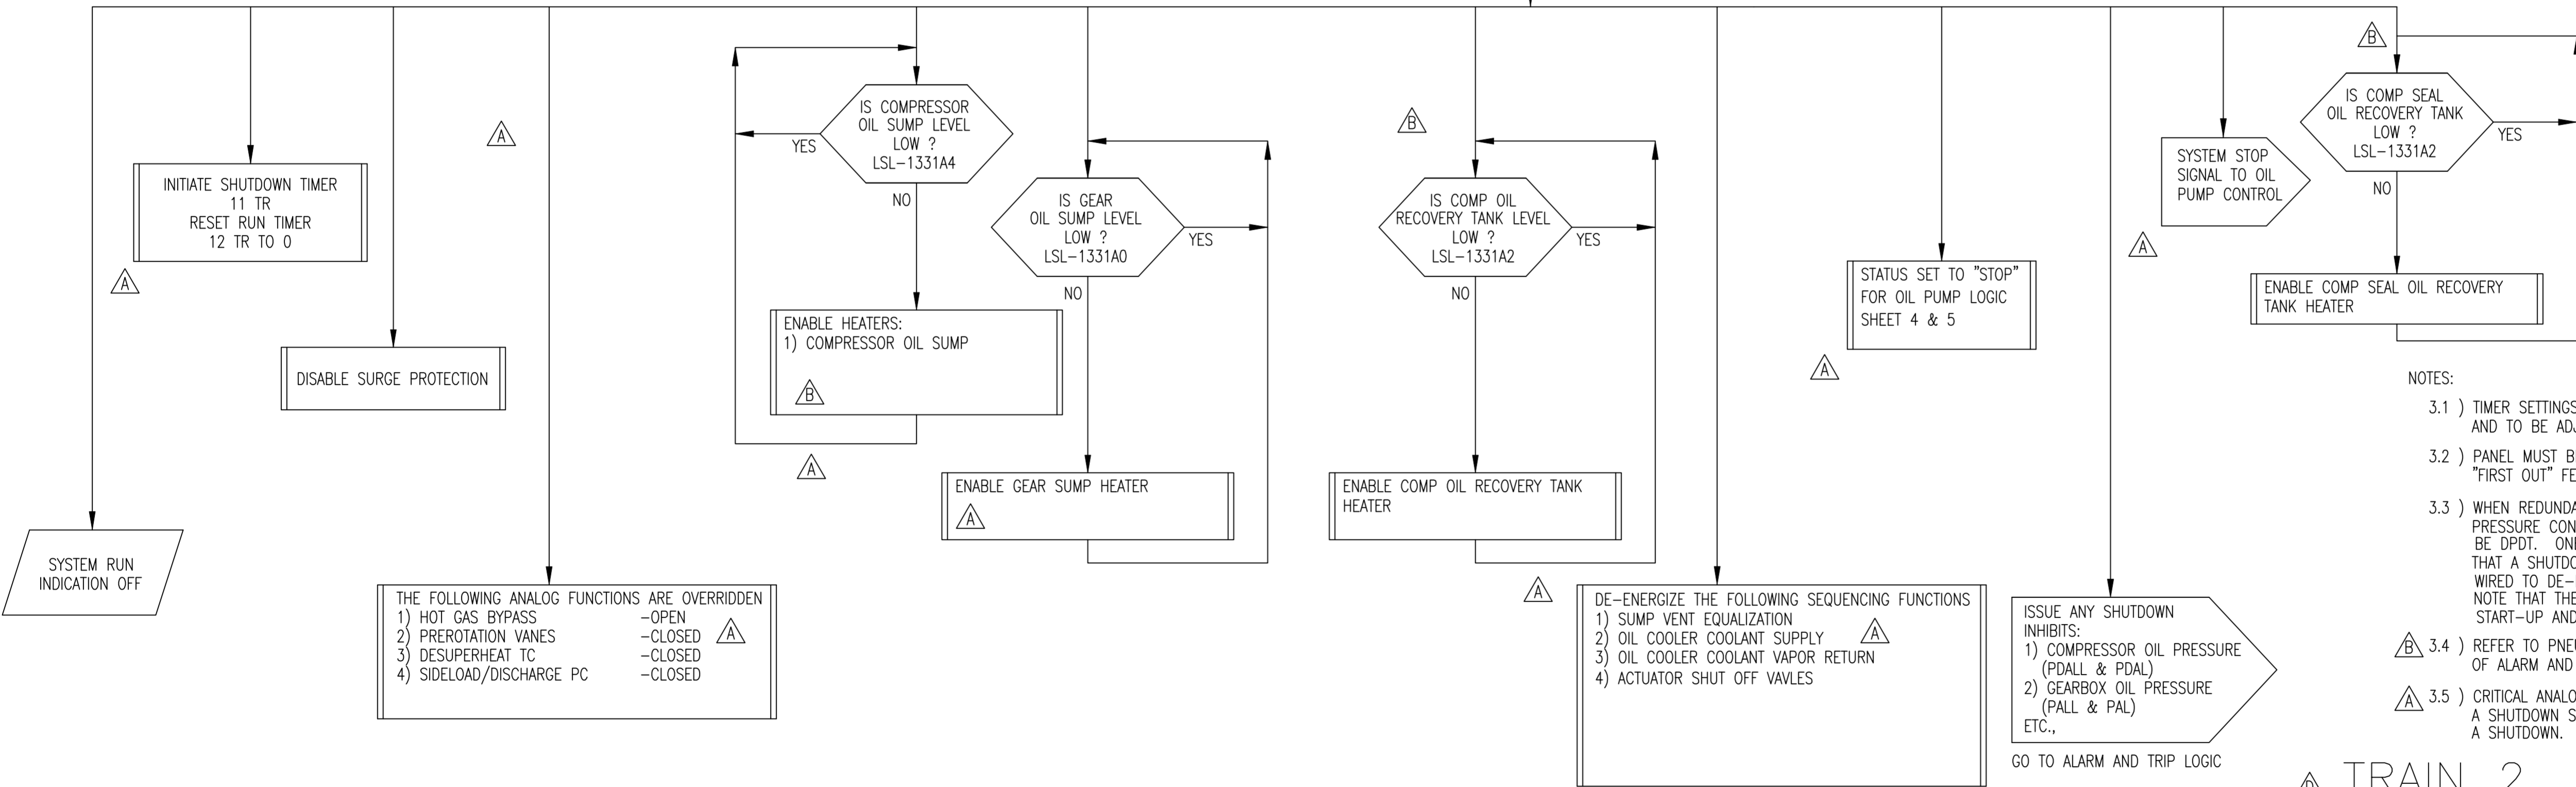 SYSTEM RUN
INDICATION OFF
INITIATE SHUTDOWN TIMER
11 TR
RESET RUN TIMER
12 TR TO 0
A
DISABLE SURGE PROTECTION
A
THE FOLLOWING ANALOG FUNCTIONS ARE OVERRIDDEN
1) HOT GAS BYPASS -OPEN
2) PREROTATION VANES -CLOSED A
3) DESUPERHEAT TC -CLOSED
4) SIDELOAD/DISCHARGE PC -CLOSED
IS COMPRESSOR
OIL SUMP LEVEL
LOW ?
LSL-1331A4
YES
NO
ENABLE HEATERS:
1) COMPRESSOR OIL SUMP
B
A
IS GEAR
OIL SUMP LEVEL
LOW ?
LSL-1331A0
YES
NO
ENABLE GEAR SUMP HEATER
A
B
IS COMP OIL
RECOVERY TANK LEVEL
LOW ?
LSL-1331A2
YES
NO
ENABLE COMP OIL RECOVERY TANK
HEATER
A
DE-ENERGIZE THE FOLLOWING SEQUENCING FUNCTIONS
1) SUMP VENT EQUALIZATION
2) OIL COOLER COOLANT SUPPLY A
3) OIL COOLER COOLANT VAPOR RETURN
4) ACTUATOR SHUT OFF VAVLES
STATUS SET TO "STOP"
FOR OIL PUMP LOGIC
SHEET 4 & 5
A
ISSUE ANY SHUTDOWN
INHIBITS:
1) COMPRESSOR OIL PRESSURE
(PDALL & PDAL)
2) GEARBOX OIL PRESSURE
(PALL & PAL)
ETC.,
GO TO ALARM AND TRIP LOGIC
SYSTEM STOP
SIGNAL TO OIL
PUMP CONTROL
A
B
IS COMP SEAL
OIL RECOVERY TANK
LOW ?
LSL-1331A2
YES
NO
ENABLE COMP SEAL OIL RECOVERY
TANK HEATER
NOTES:
3.1 ) TIMER SETTINGS
AND TO BE
3.2 ) PANEL MUST
"FIRST OUT"
3.3 ) WHEN
PRESSURE
BE DPDT.
THAT A
WIRED TO
NOTE THAT
START-UP
B 3.4 ) REFER TO
OF ALARM AND
A 3.5 ) CRITICAL
A SHUTDOWN
A SHUTDOWN.
TRAIN 2